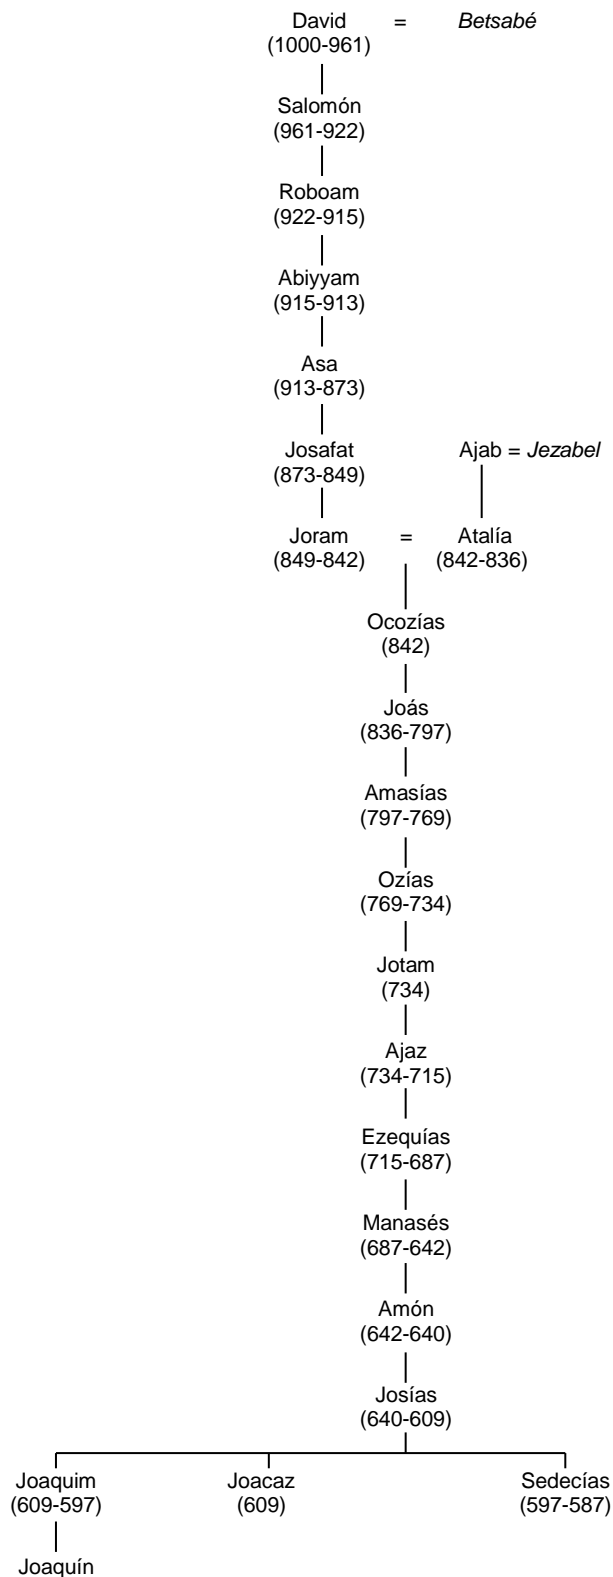 David = Betsabé
(1000-961)
Salomón
(961-922)
Roboam
(922-915)
Abiyyam
(915-913)
Asa
(913-873)
Josafat Ajab = Jezabel
(873-849)
Joram = Atalía
(849-842) (842-836)
Ocozías
(842)
Joás
(836-797)
Amasías
(797-769)
Ozías
(769-734)
Jotam
(734)
Ajaz
(734-715)
Ezequías
(715-687)
Manasés
(687-642)
Amón
(642-640)
Josías
(640-609)
Joaquim Joacaz Sedecías
(609-597) (609) (597-587)
Joaquín